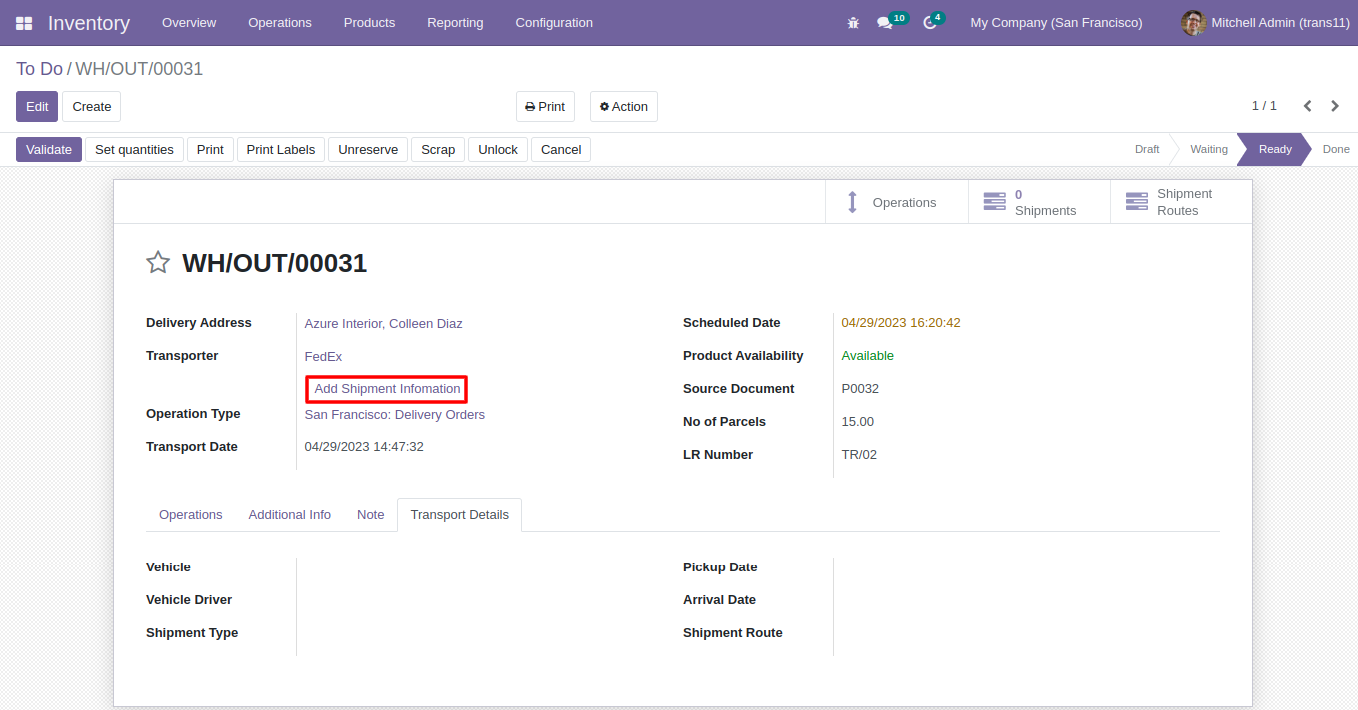 Inventory Overview Operations Products Reporting Configuration 10 4 My Company (San Francisco) Mitchell Admin (trans11)
To Do / WH/OUT/00031
Edit Create Print Action 1 / 1
Validate Set quantities Print Print Labels Unreserve Scrap Unlock Cancel Draft Waiting Ready Done
Operations
0
Shipments
Shipment
Routes
WH/OUT/00031
Delivery Address Azure Interior, Colleen Diaz
Transporter FedEx
Add Shipment Infomation
Operation Type San Francisco: Delivery Orders
Transport Date 04/29/2023 14:47:32
Scheduled Date 04/29/2023 16:20:42
Product Availability Available
Source Document P0032
No of Parcels 15.00
LR Number TR/02
Operations Additional Info Note Transport Details
Vehicle
Vehicle Driver
Shipment Type
Pickup Date
Arrival Date
Shipment Route